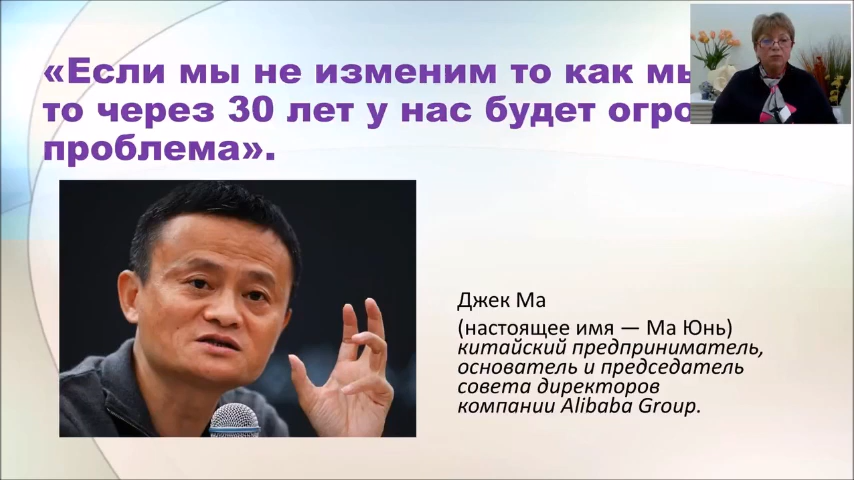 «Если мы не изменим то как мы
то через 30 лет у нас будет
проблема».
Джек Ма
(настоящее имя — Ма Юнь)
китайский предприниматель,
основатель и председатель
совета директоров
компании Alibaba Group.